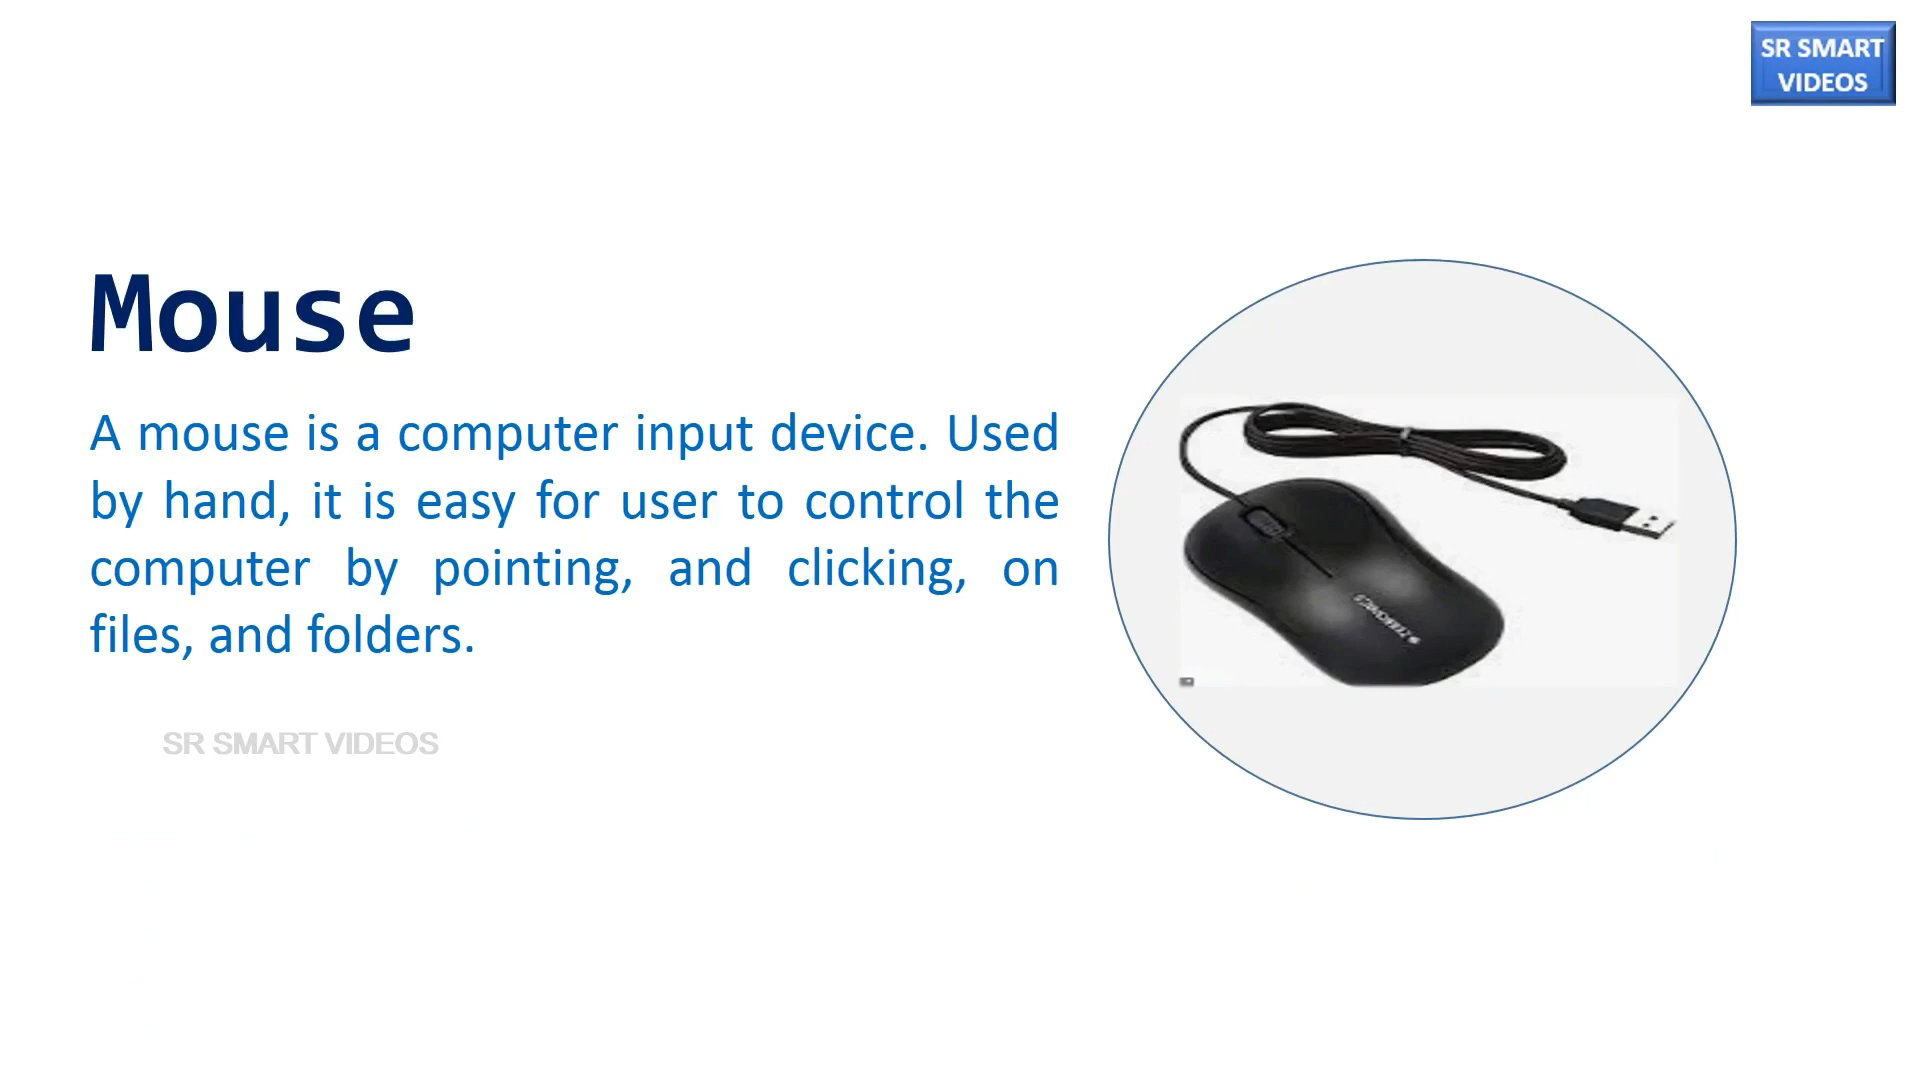 SR SMART
VIDEOS
Mouse
A mouse is a computer input device. Used
by hand, it is easy for user to control the
computer by pointing, and clicking, on
files, and folders.
SR SMART VIDEOS